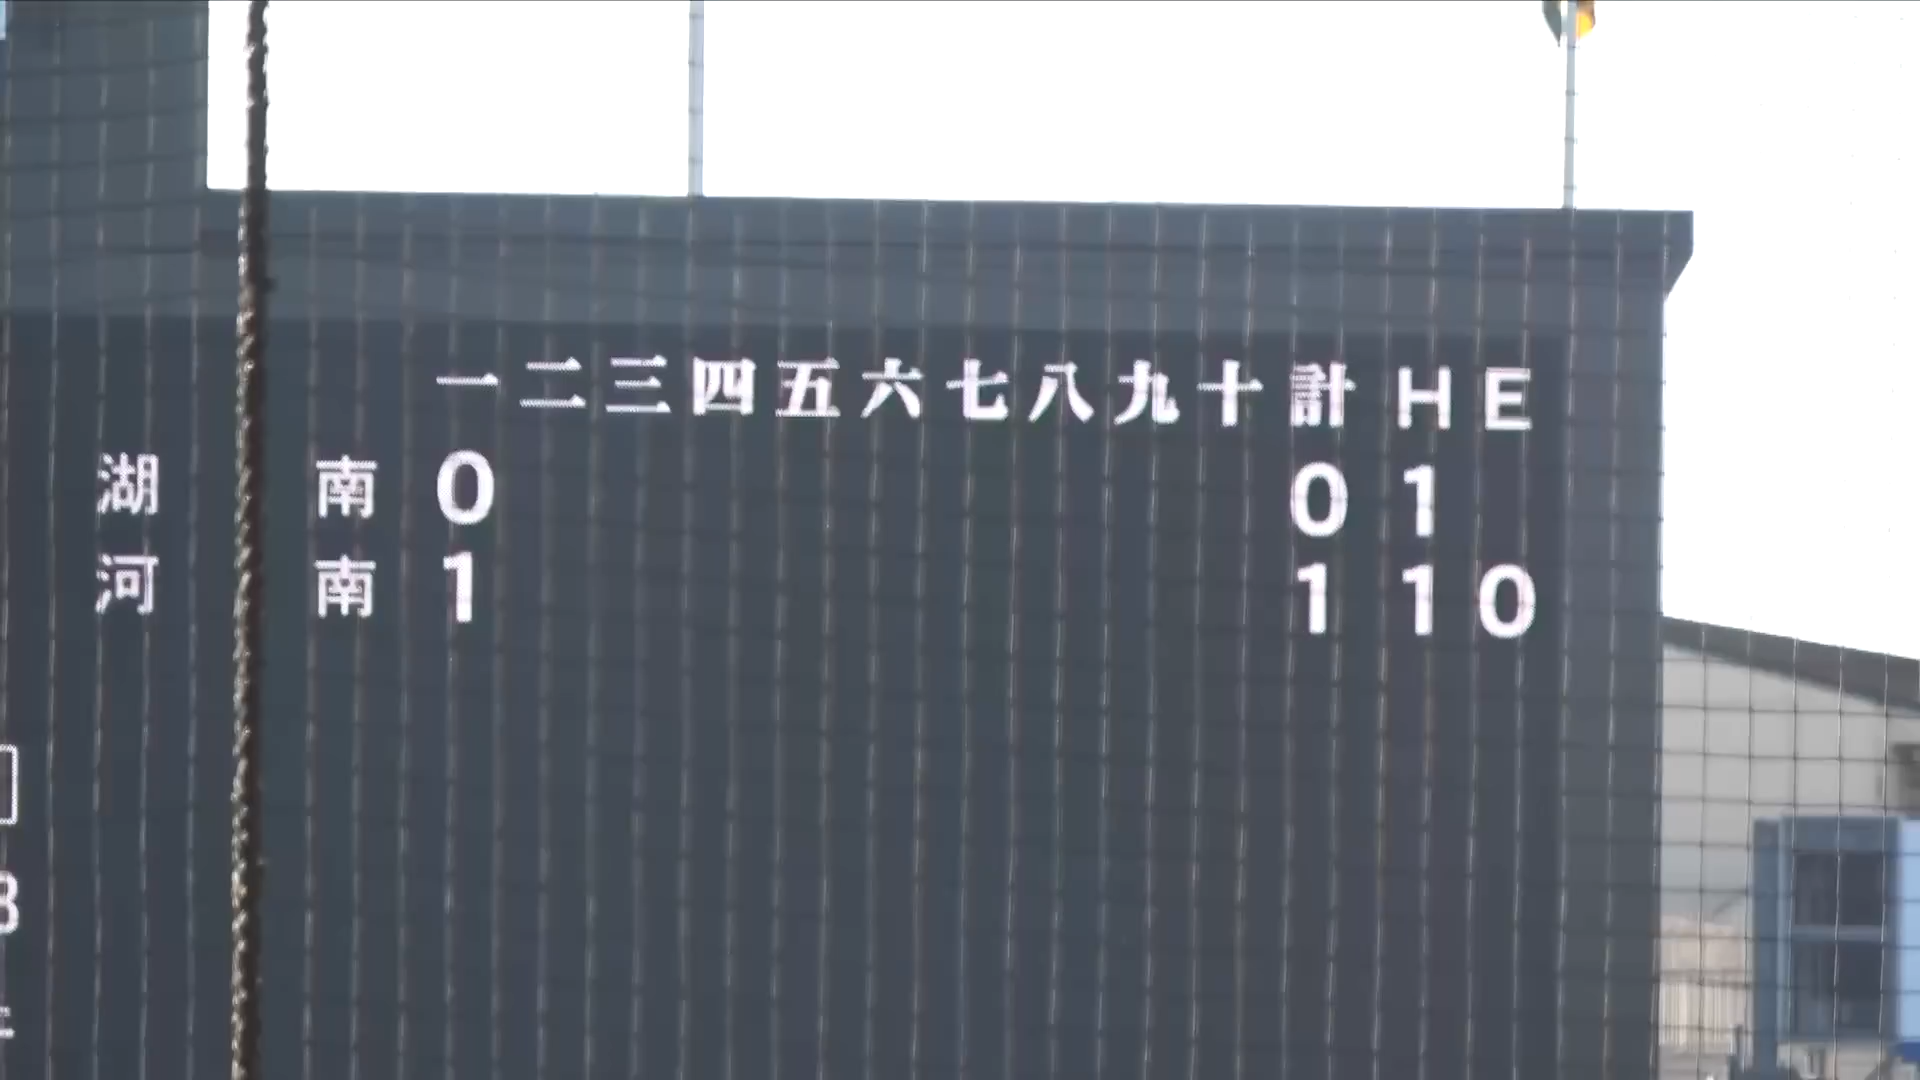 一 二 三 四 五 六 七 八 九 十 計 H E
湖 南 0 0 1
河 南 1 1 1 0